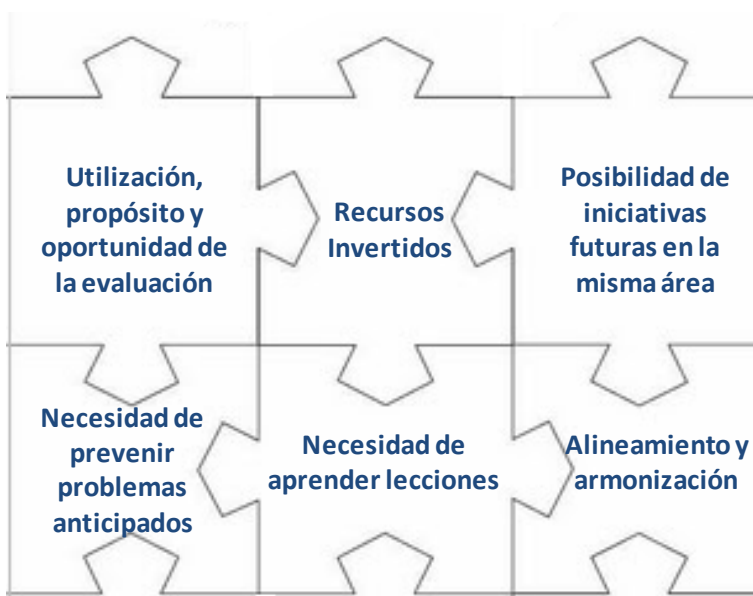 Utilización,
propósito y
oportunidad de
la evaluación
Recursos
Invertidos
Posibilidad de
iniciativas
futuras en la
misma área
Necesidad de
prevenir
problemas
anticipados
Necesidad de
aprender lecciones
Alineamiento y
armonización